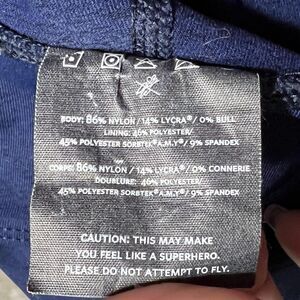 BODY: 86% NYLON / 14% LYCRA® / 0% BULL
LINING: 46% POLYESTER/
45% POLYESTER SORBTEK®A.M.Y® / 9% SPANDEX
CORPS: 86% NYLON / 14% LYCRA® / 0% CONNERIE
DOUBLURE: 46% POLYESTER/
45% POLYESTER SORBTEK®A.M.Y® / 9% SPANDEX
CAUTION: THIS MAY MAKE
YOU FEEL LIKE A SUPERHERO.
PLEASE DO NOT ATTEMPT TO FLY.